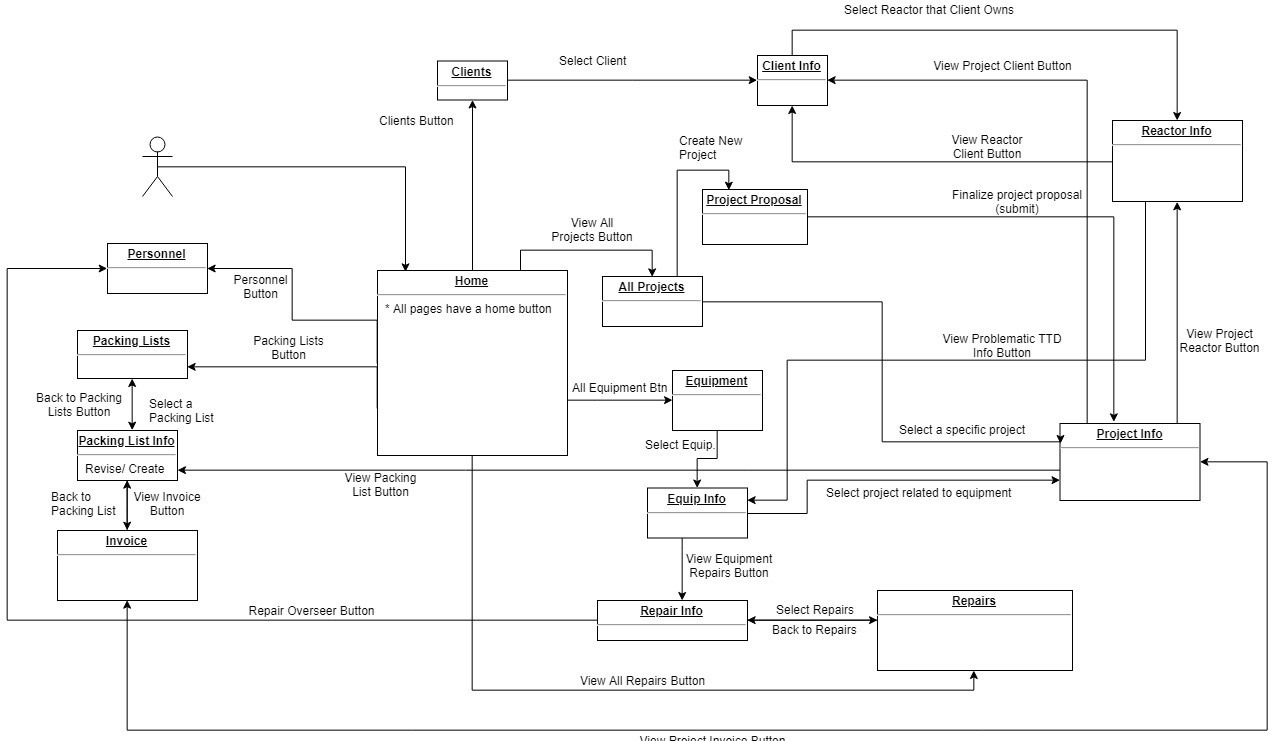 Select Reactor that Client Owns
Clients
Select Client
Client Info
View Project Client Button
Clients Button
Reactor Info
Create New
Project
View Reactor
Client Button
Project Proposal
Finalize project proposal
(submit)
View All
Projects Button
Personnel
Personnel
Button
Home
* All pages have a home button
All Projects
Packing Lists
Packing Lists
Button
View Problematic TTD
Info Button
View Project
Reactor Button
All Equipment Btn
Equipment
Back to Packing
Lists Button
Select a
Packing List
Packing List Info
Revise/ Create
Select Equip.
Select a specific project
Project Info
View Packing
List Button
Select project related to equipment
Back to
Packing List
View Invoice
Button
Equip Info
Invoice
View Equipment
Repairs Button
Repair Overseer Button
Repair Info
Select Repairs
Back to Repairs
Repairs
View All Repairs Button
View Project Invoice Button